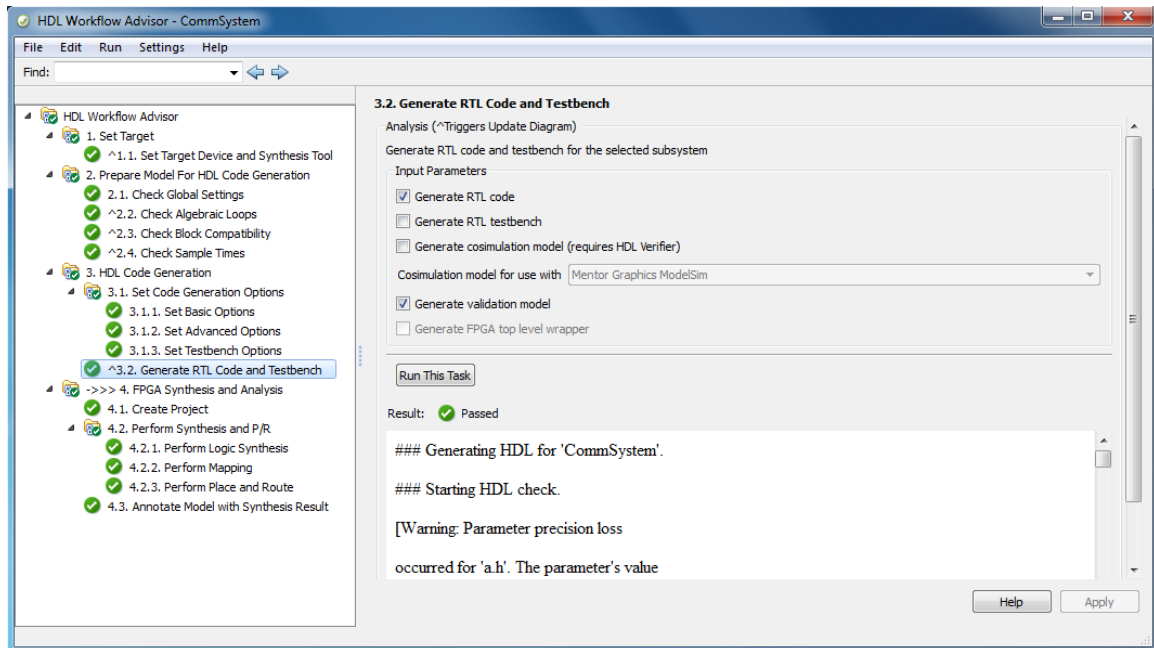 HDL Workflow Advisor - CommSystem
File Edit Run Settings Help
Find:
HDL Workflow Advisor
1. Set Target
^1.1. Set Target Device and Synthesis Tool
2. Prepare Model For HDL Code Generation
2.1. Check Global Settings
^2.2. Check Algebraic Loops
^2.3. Check Block Compatibility
^2.4. Check Sample Times
3. HDL Code Generation
3.1. Set Code Generation Options
3.1.1. Set Basic Options
3.1.2. Set Advanced Options
3.1.3. Set Testbench Options
^3.2. Generate RTL Code and Testbench
->>> 4. FPGA Synthesis and Analysis
4.1. Create Project
4.2. Perform Synthesis and P/R
4.2.1. Perform Logic Synthesis
4.2.2. Perform Mapping
4.2.3. Perform Place and Route
4.3. Annotate Model with Synthesis Result
3.2. Generate RTL Code and Testbench
Analysis (^Triggers Update Diagram)
Generate RTL code and testbench for the selected subsystem
Input Parameters
Generate RTL code
Generate RTL testbench
Generate cosimulation model (requires HDL Verifier)
Cosimulation model for use with Mentor Graphics ModelSim
Generate validation model
Generate FPGA top level wrapper
Run This Task
Result: Passed
### Generating HDL for 'CommSystem'.
### Starting HDL check.
[Warning: Parameter precision loss
occurred for 'a.h'. The parameter's value
Help Apply